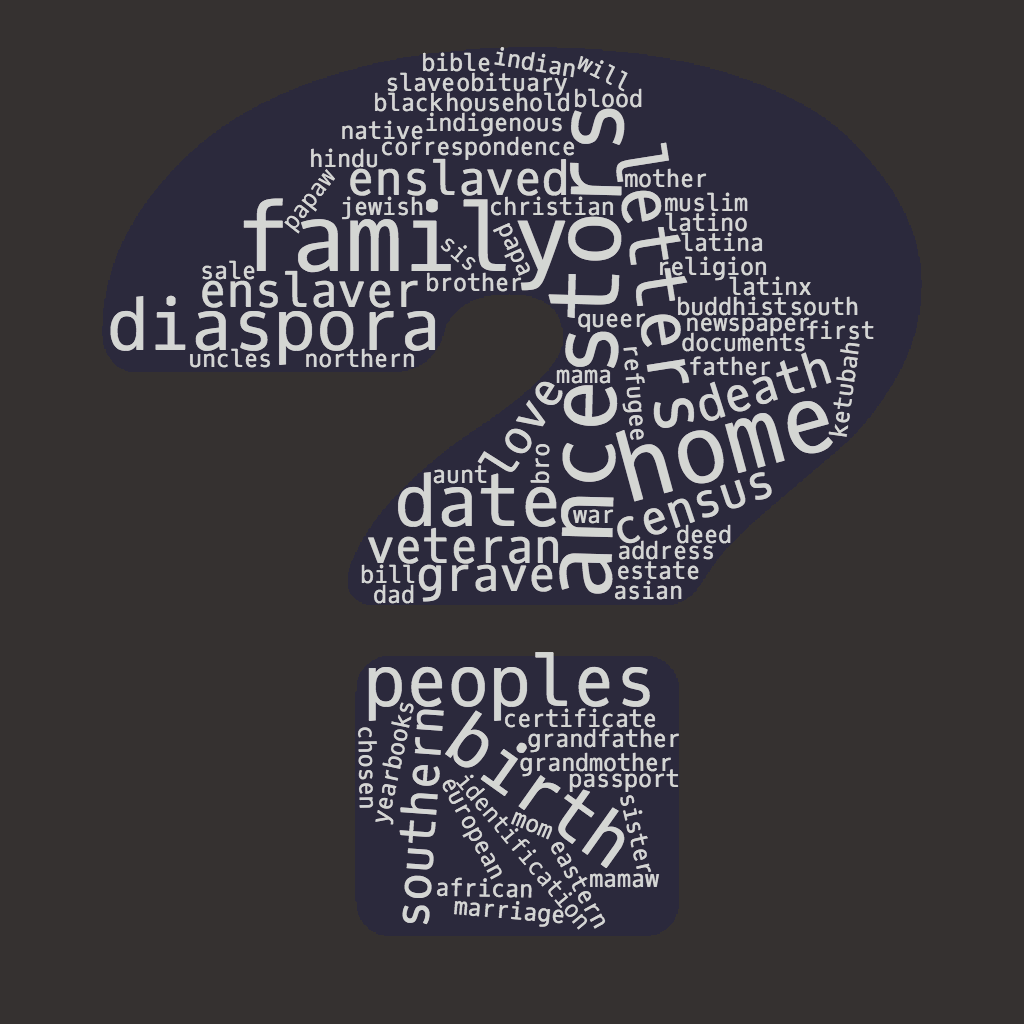 bible indian will
slave obituary
black household blood
native indigenous
correspondence
hindu
papaw
enslaved
mother
jewish christian
muslim
family
ancestors
letters
latino
latina
sis
papa
religion
sale
enslaver
brother
latinx
diaspora
buddhist south
queer
newspaper first
documents
uncles northern
refugee
father
mama
death
ketubah
love
home
bro
aunt
date
census
war
deed
veteran
address
bill
grave
estate
dad
asian
peoples
certificate
chosen
yearbooks
southern
birth
grandfather
grandmother
passport
european
identification
mom
sister
eastern
mamaw
african
marriage